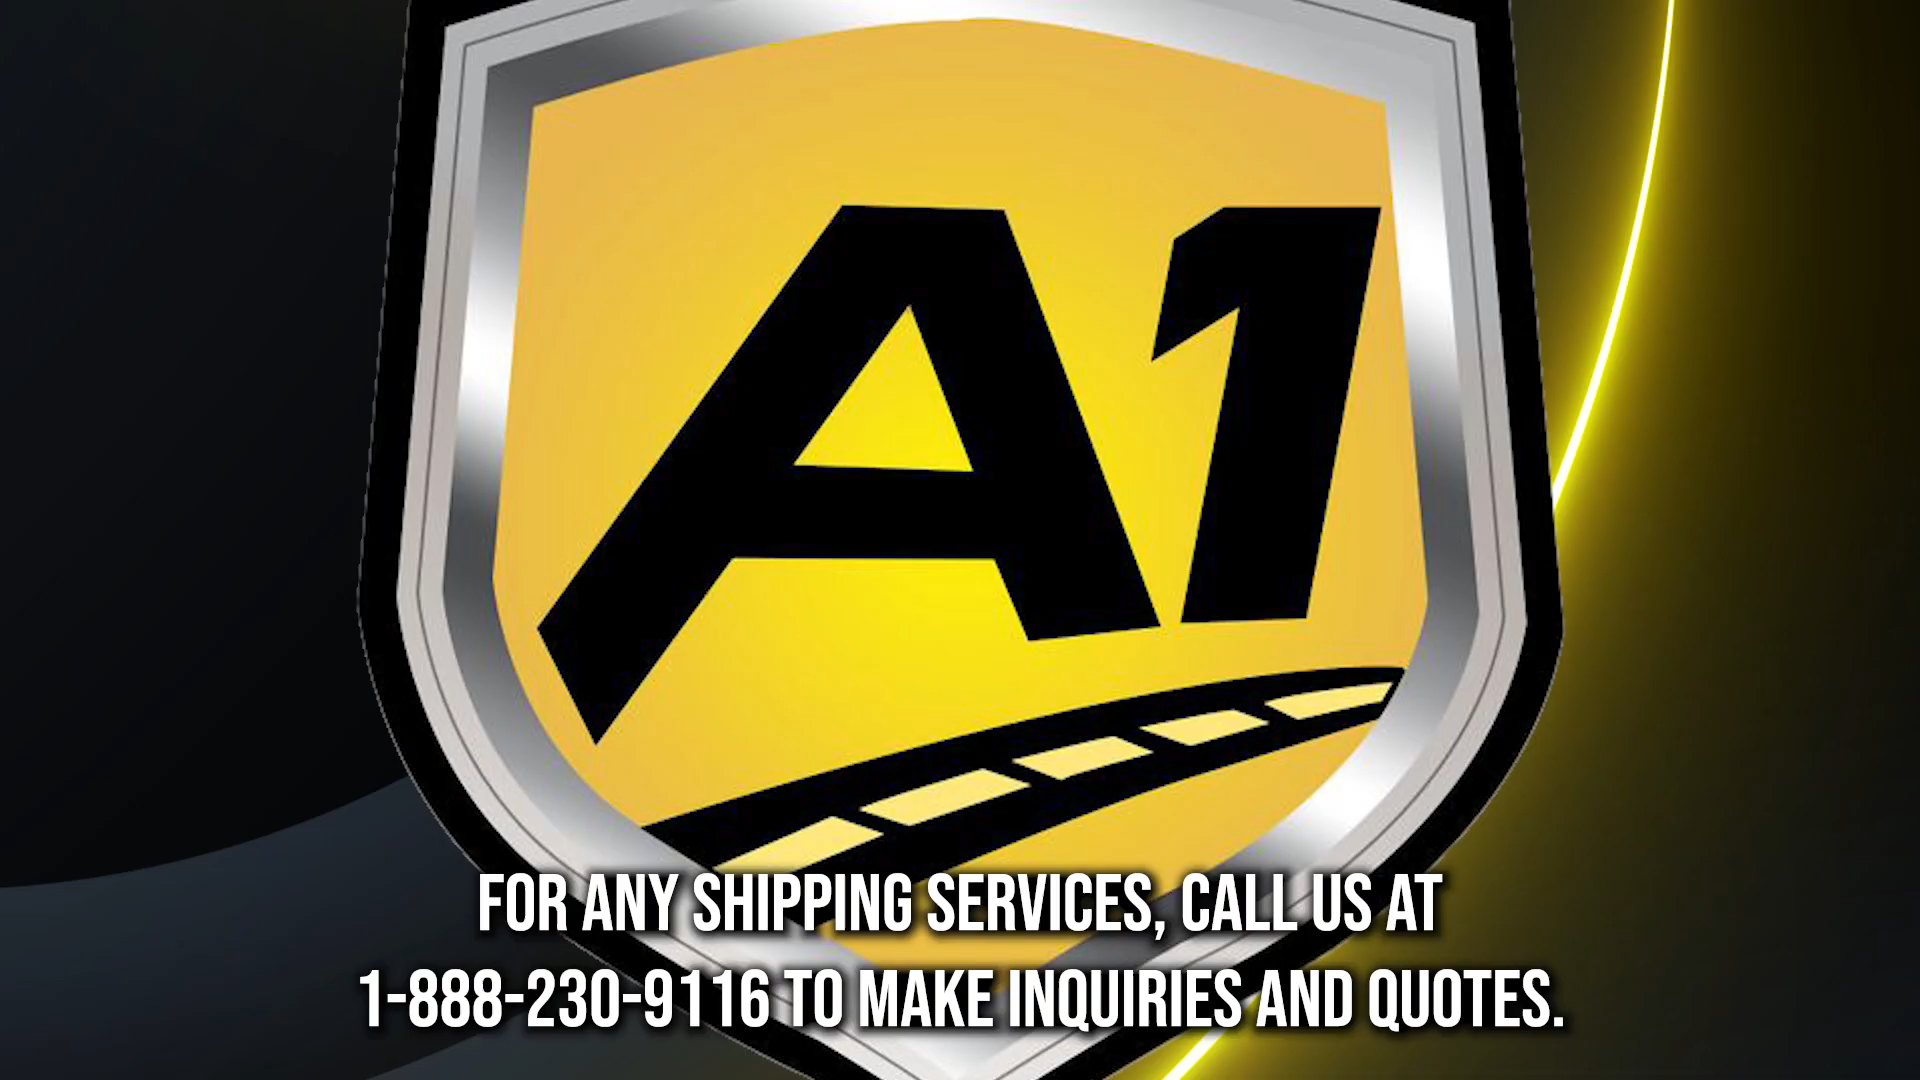 A1
FOR ANY SHIPPING SERVICES, CALL US AT
1-888-230-9116 TO MAKE INQUIRIES AND QUOTES.